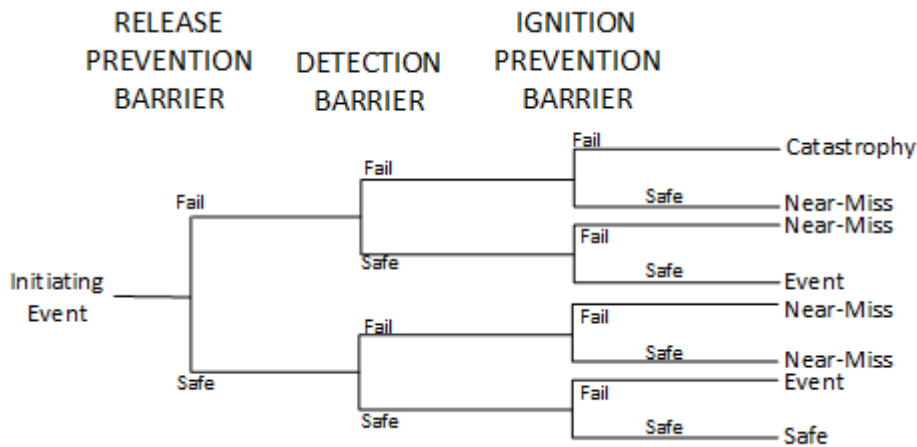 RELEASE
PREVENTION
BARRIER
DETECTION
BARRIER
IGNITION
PREVENTION
BARRIER
Fail
Catastrophy
Fail
Safe
Near-Miss
Fail
Fail
Near-Miss
Safe
Safe
Event
Initiating
Event
Fail
Fail
Near-Miss
Safe
Near-Miss
Safe
Fail
Event
Safe
Safe
Safe